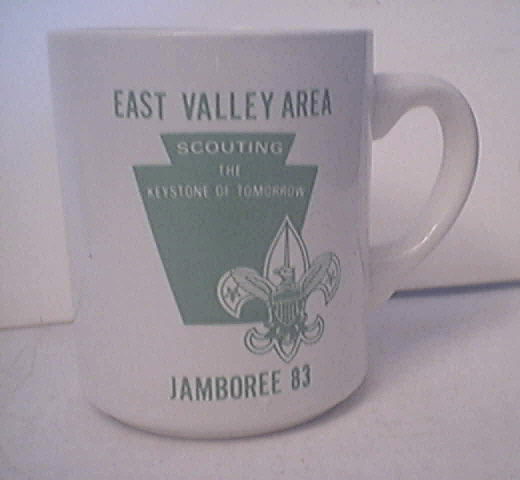 EAST VALLEY AREA
SCOUTING
THE
KEYSTONE OF TOMORROW
JAMBOREE 83